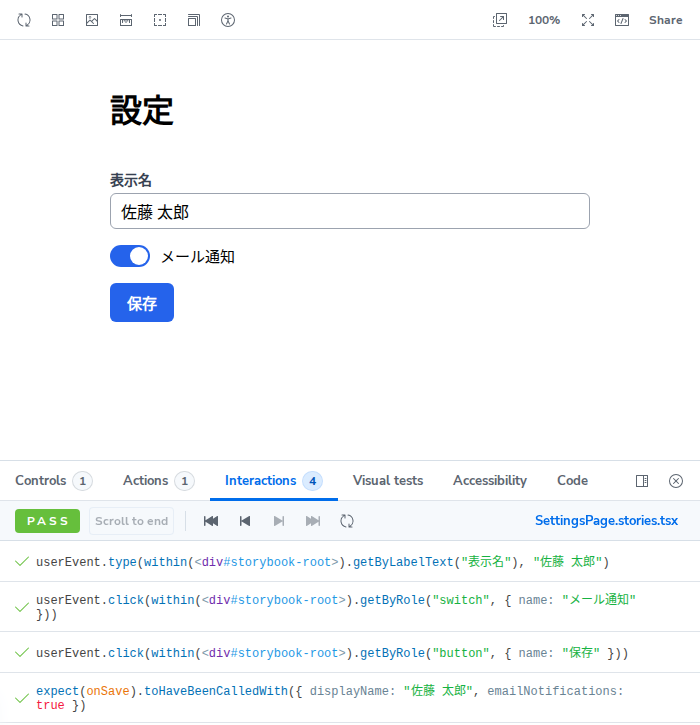 100% Share
設定
表示名
佐藤 太郎
メール通知
保存
Controls 1 Actions 1 Interactions 4 Visual tests Accessibility Code
PASS Scroll to end SettingsPage.stories.tsx
userEvent.type(within(<div#storybook-root>).getByLabelText("表示名"), "佐藤 太郎")
userEvent.click(within(<div#storybook-root>).getByRole("switch", { name: "メール通知"
}))
userEvent.click(within(<div#storybook-root>).getByRole("button", { name: "保存" }))
expect(onSave).toHaveBeenCalledWith({ displayName: "佐藤 太郎", emailNotifications:
true })